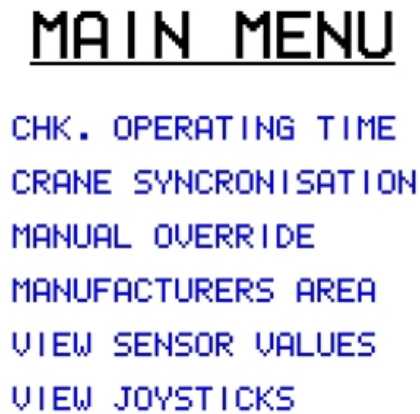 MAIN MENU
CHK. OPERATING TIME
CRANE SYNCRONISATION
MANUAL OVERRIDE
MANUFACTURERS AREA
VIEW SENSOR VALUES
VIEW JOYSTICKS